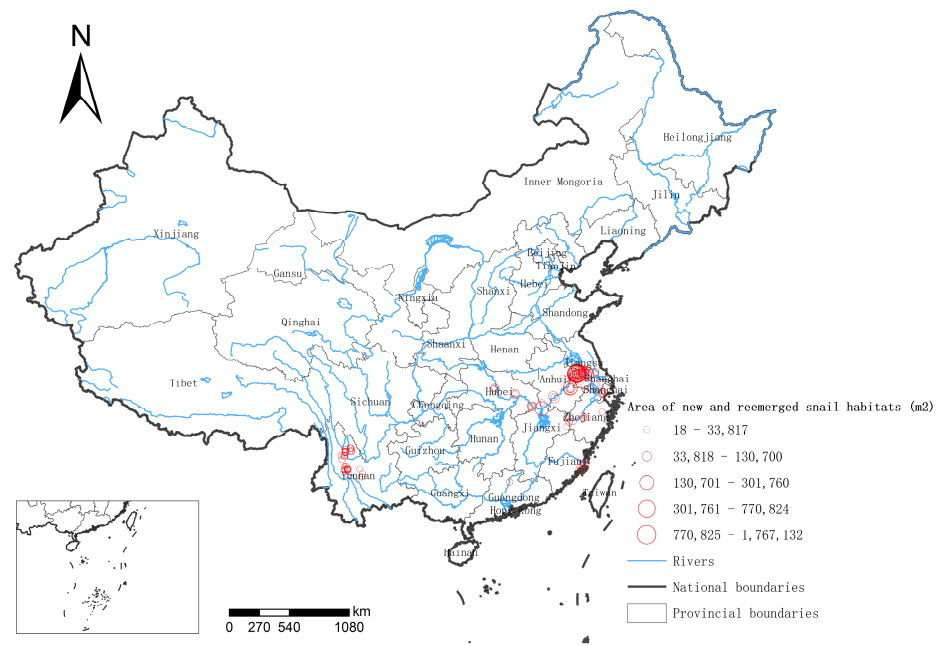 N
Heilongjiang
Inner Mongoria
Jilin
Xinjiang
Liaoning
Beijing
Tianjin
Gansu
Hebei
Ningxia
Shanxi
Shandong
Qinghai
Shaanxi
Henan
Jiangsu
Tibet
Anhui
Shanghai
Hubei
Shanghai
Sichuan
Chongqing
Zhejiang
Jiangxi
Hunan
Guizhou
Fujian
Yunnan
Guangxi
Guangdong
Taiwan
Hong Kong
Hainan
Area of new and reemerged snail habitats (m2)
18 - 33,817
33,818 - 130,700
130,701 - 301,760
301,761 - 770,824
770,825 - 1,767,132
Rivers
National boundaries
Provincial boundaries
km
0 270 540 1080